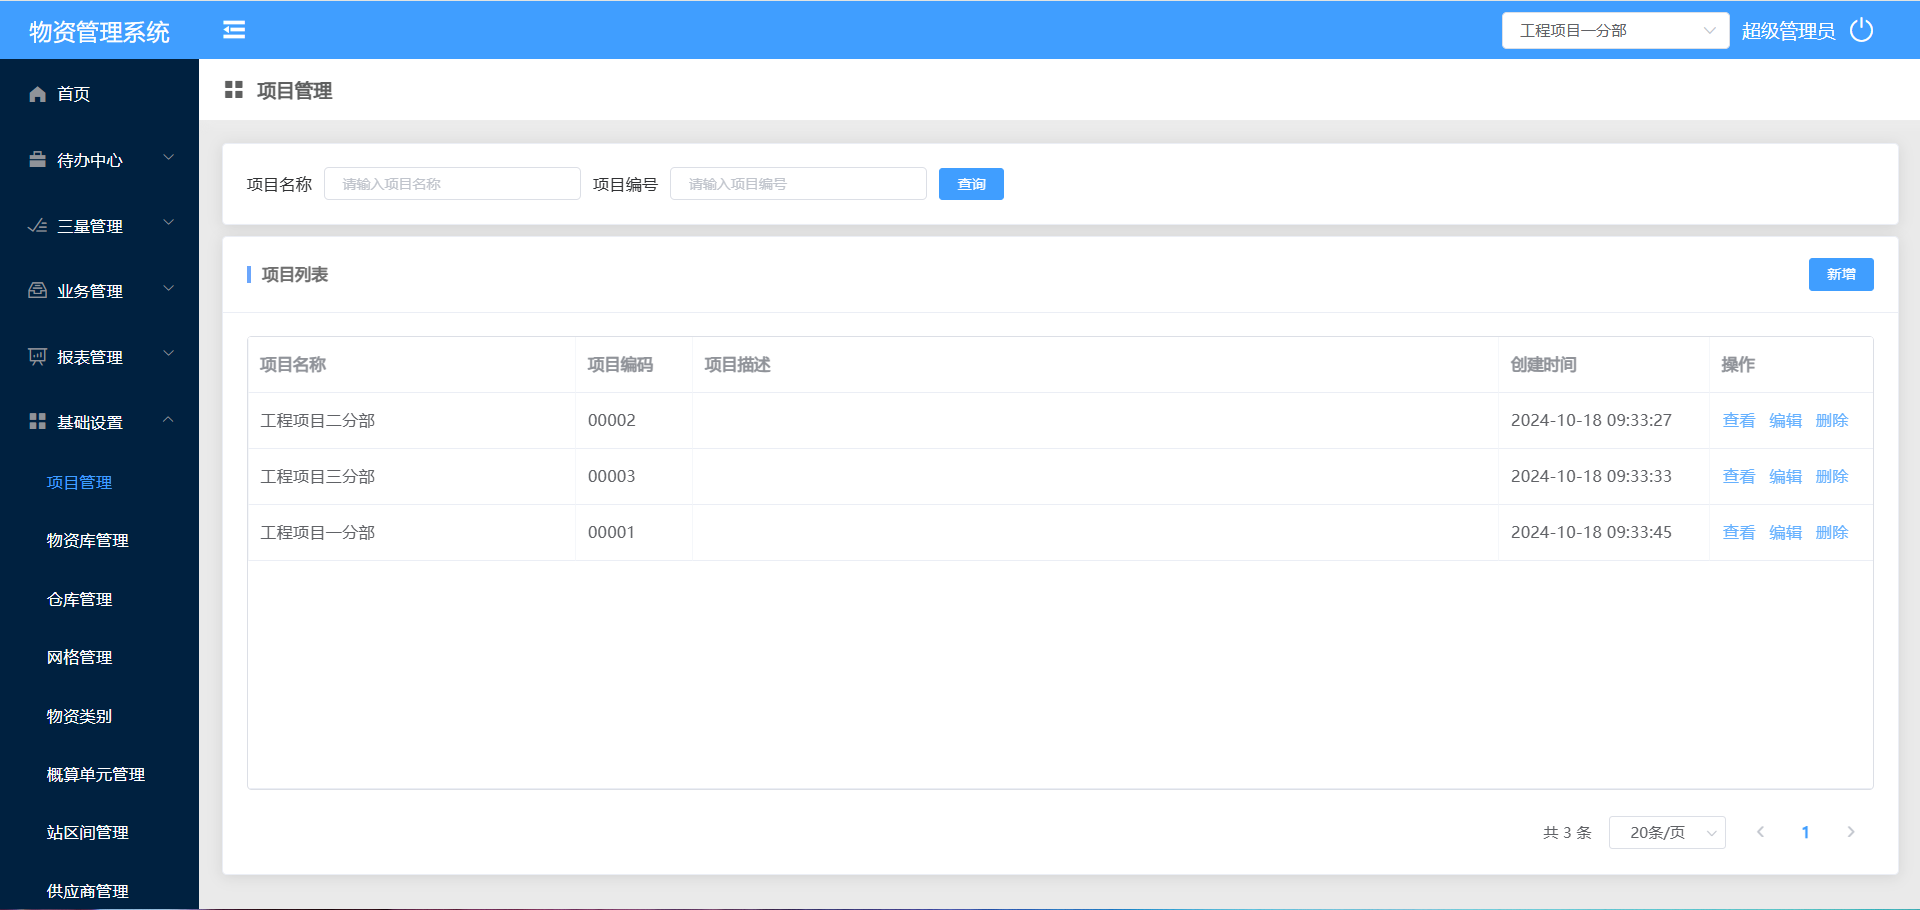 物资管理系统
工程项目一分部
超级管理员
首页
待办中心
三量管理
业务管理
报表管理
基础设置
项目管理
物资库管理
仓库管理
网格管理
物资类别
概算单元管理
站区间管理
供应商管理
项目管理
项目名称 请输入项目名称 项目编号 请输入项目编号 查询
项目列表
新增
项目名称 项目编码 项目描述 创建时间 操作
工程项目二分部 00002 2024-10-18 09:33:27 查看 编辑 删除
工程项目三分部 00003 2024-10-18 09:33:33 查看 编辑 删除
工程项目一分部 00001 2024-10-18 09:33:45 查看 编辑 删除
共 3 条 20条/页 1